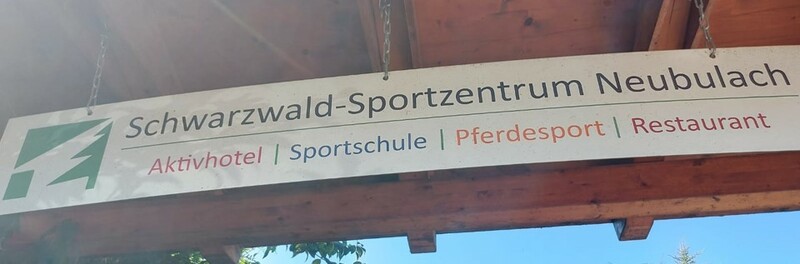 Schwarzwald-Sportzentrum Neubulach
Aktivhotel | Sportschule | Pferdesport | Restaurant